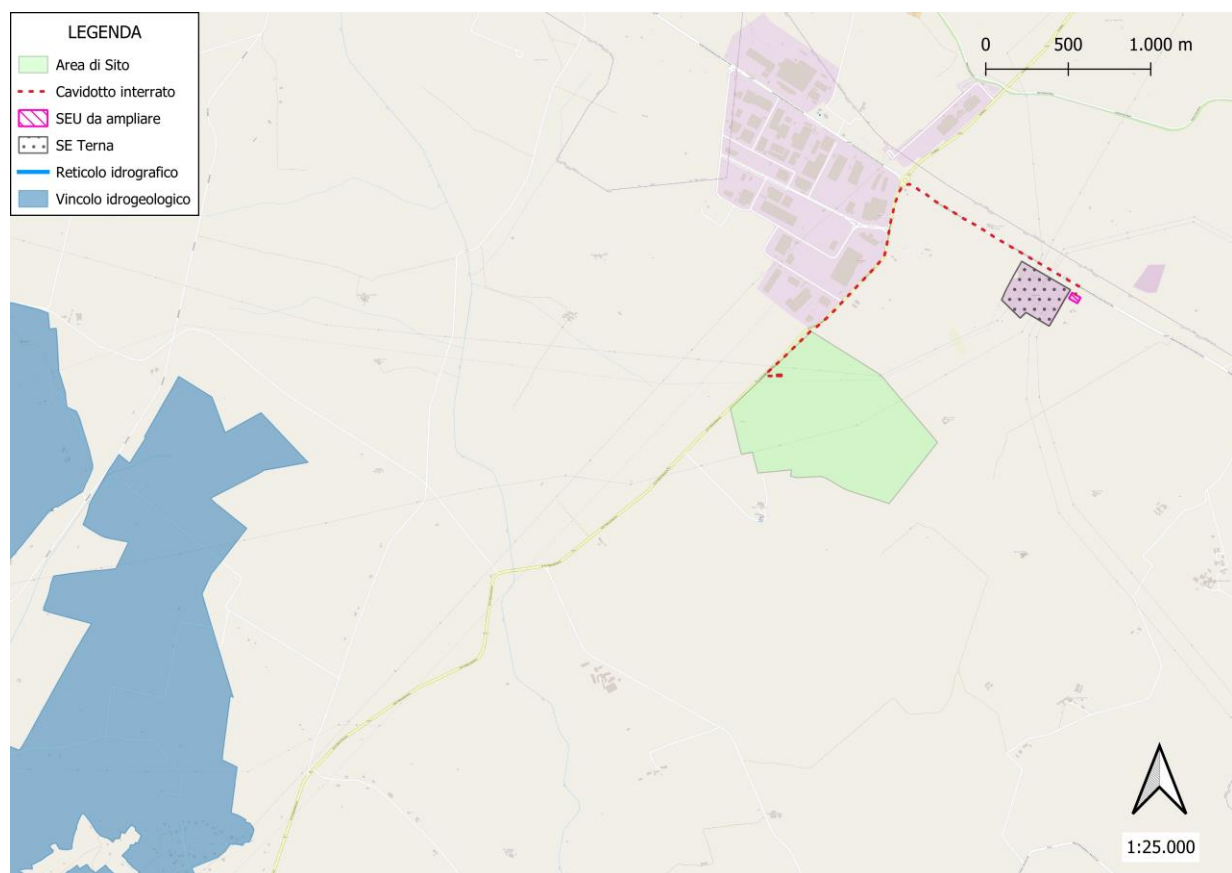 LEGENDA
Area di Sito
Cavidotto interrato
SEU da ampliare
SE Terna
Reticolo idrografico
Vincolo idrogeologico
0 500 1.000 m
1:25.000